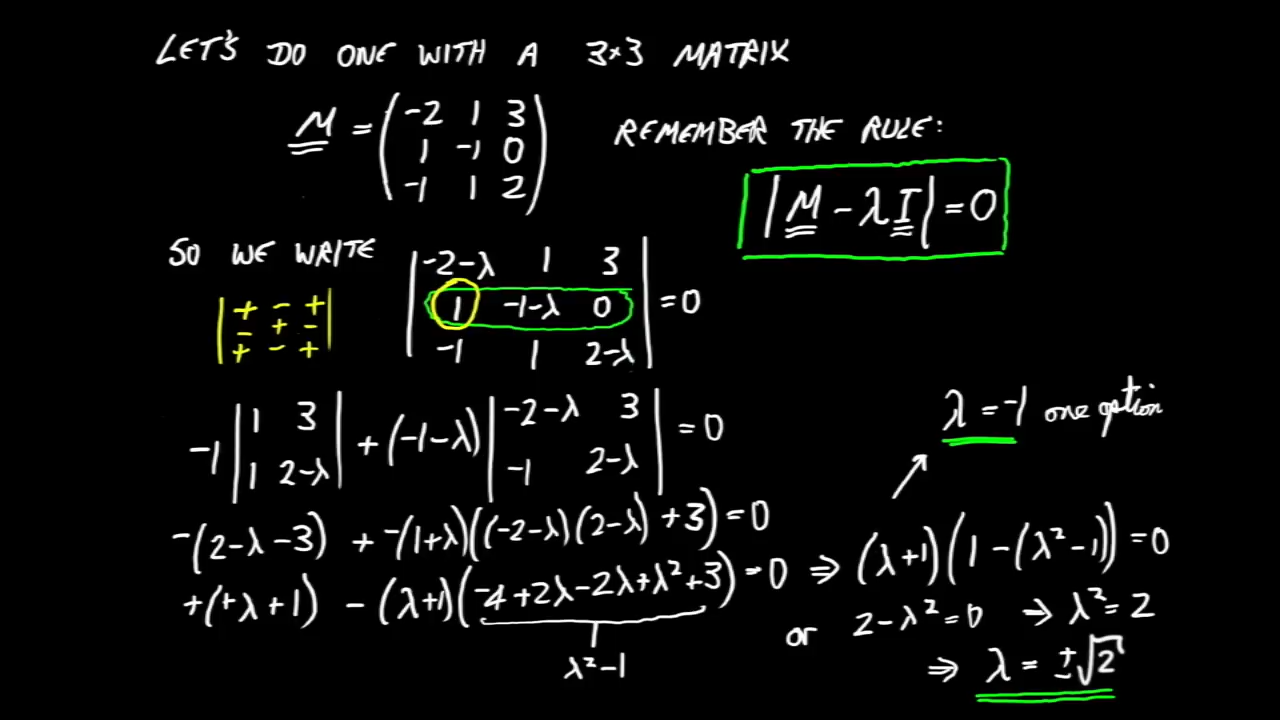 LET'S DO ONE WITH A 3×3 MATRIX
M = (-2 1 3
1 -1 0
-1 1 2)
REMEMBER THE RULE:
|M - λI| = 0
SO WE WRITE
|-2-λ 1 3|
|1 -1-λ 0| = 0
|-1 1 2-λ|
|+ - +|
|- + -|
|+ - +|
-1 |1 3| + (-1-λ) |-2-λ 3| = 0
|1 2-λ| |-1 2-λ|
-(2-λ-3) + -(1+λ)((-2-λ)(2-λ)+3) = 0
+(+λ+1) - (λ+1)(-4+2λ-2λ+λ²+3) = 0
λ²-1
⇒ (λ+1)(1-(λ²-1)) = 0
λ = -1 one option
or 2-λ² = 0 ⇒ λ² = 2
⇒ λ = ±√2